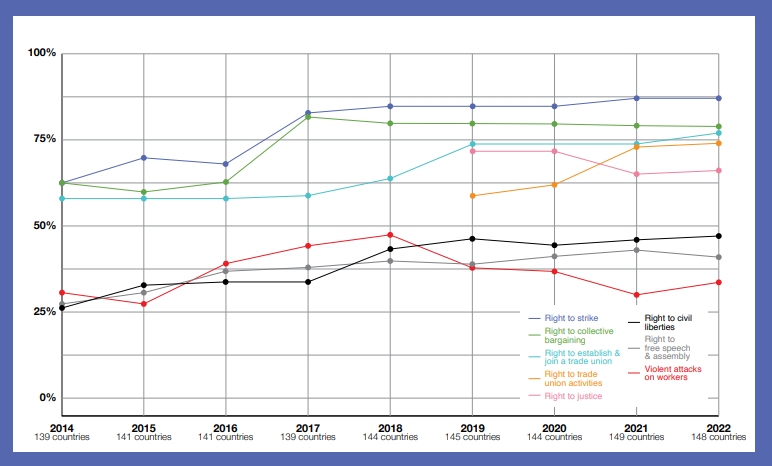 100%
75%
50%
25%
0%
Right to strike
Right to collective
bargaining
Right to establish &
join a trade union
Right to trade
union activities
Right to justice
Right to civil
liberties
Right to
free speech
& assembly
Violent attacks
on workers
2014 2015 2016 2017 2018 2019 2020 2021 2022
139 countries 141 countries 141 countries 139 countries 144 countries 145 countries 144 countries 149 countries 148 countries